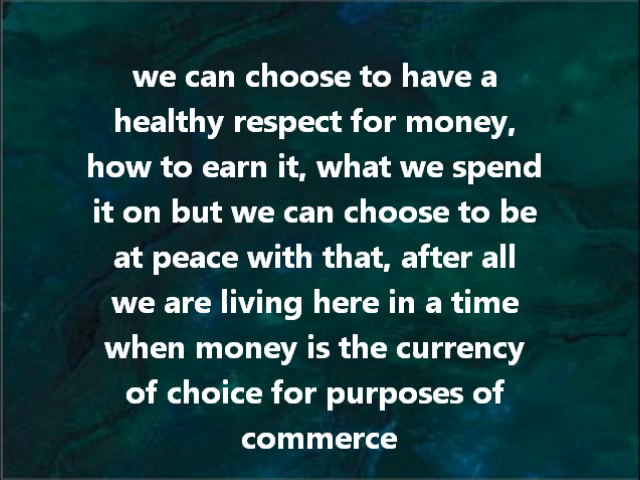 we can choose to have a
healthy respect for money,
how to earn it, what we spend
it on but we can choose to be
at peace with that, after all
we are living here in a time
when money is the currency
of choice for purposes of
commerce